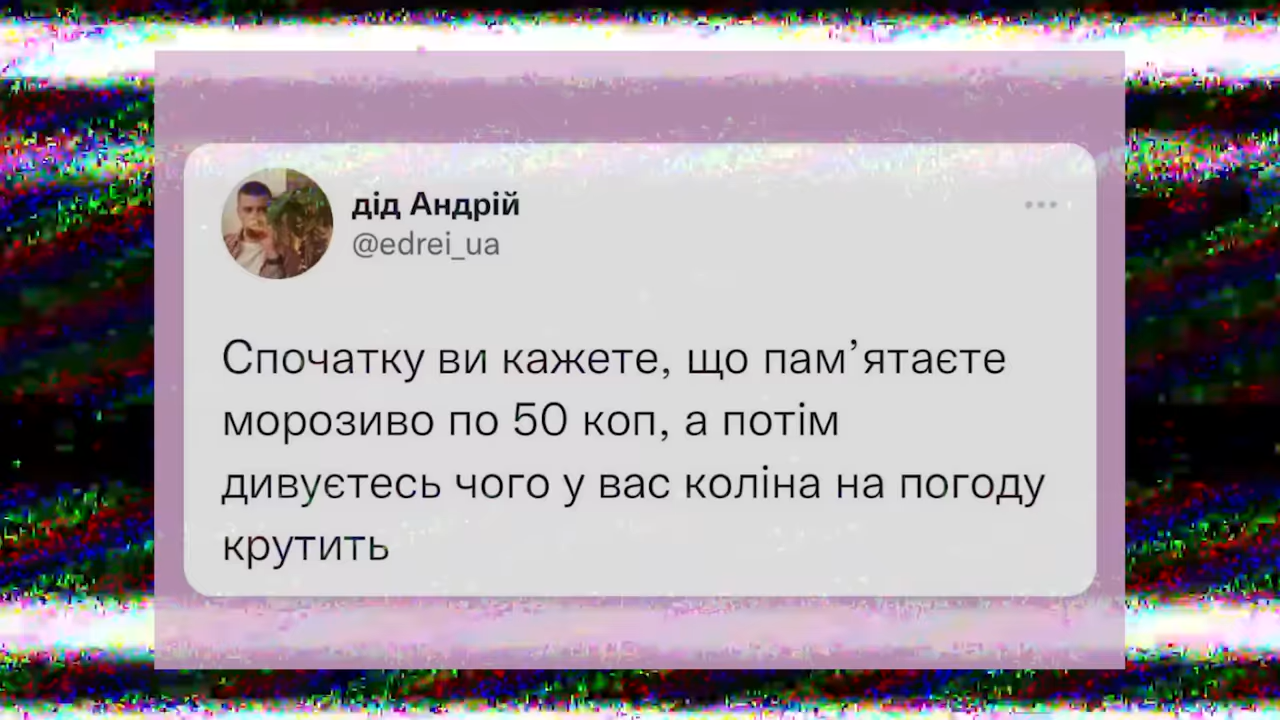 дід Андрій
@edrei_ua
Спочатку ви кажете, що пам’ятаєте
морозиво по 50 коп, а потім
дивуєтесь чого у вас коліна на погоду
крутить